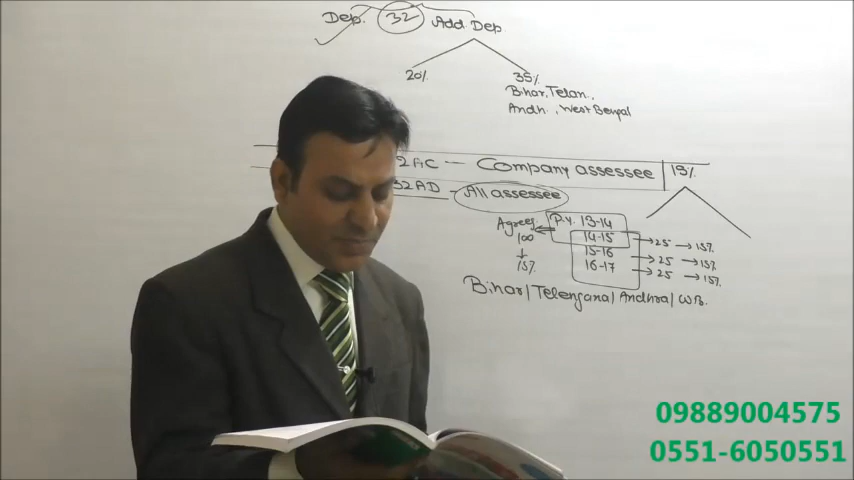 Dep. 32 Add Dep
20% 35%
Bihar, Telan.,
Andh., West Bengal
2AC — Company assessee 15%
32AD - All assessee
Agreeg. P.Y. 13-14
100 14-15 → 25 → 15%
↓ 15-16 → 25 → 15%
15% 16-17 → 25 → 15%
Bihar/Telengana/Andhra/W.B.
09889004575
0551-6050551